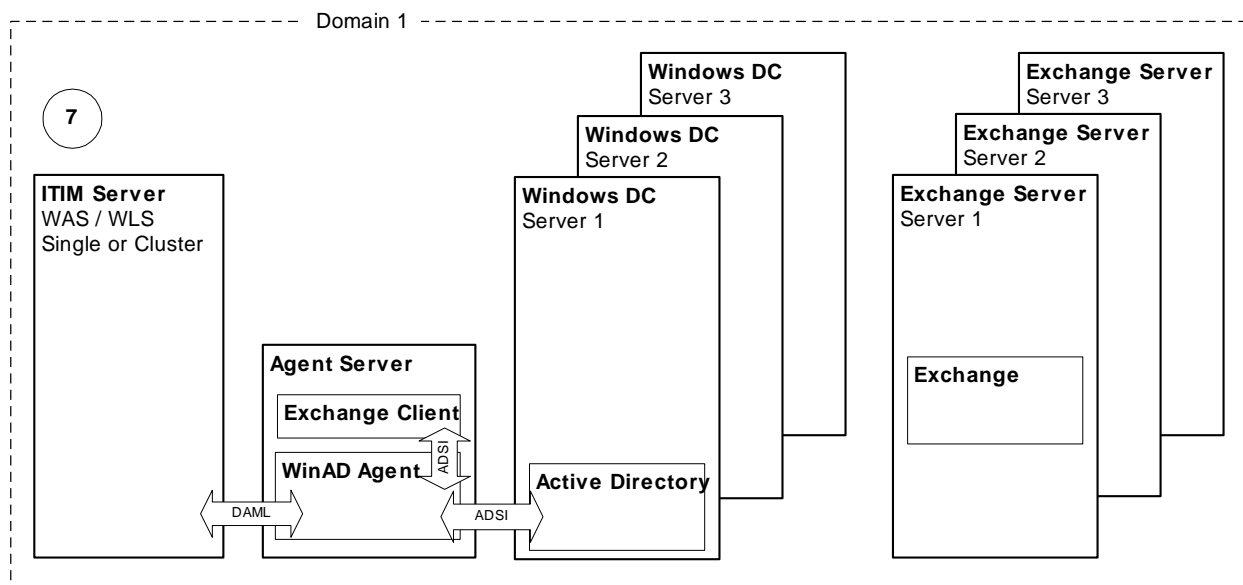 Domain 1
7
ITIM Server
WAS / WLS
Single or Cluster
Agent Server
Exchange Client
ADSI
WinAD Agent
DAML
ADSI
Windows DC
Server 3
Windows DC
Server 2
Windows DC
Server 1
Active Directory
Exchange Server
Server 3
Exchange Server
Server 2
Exchange Server
Server 1
Exchange